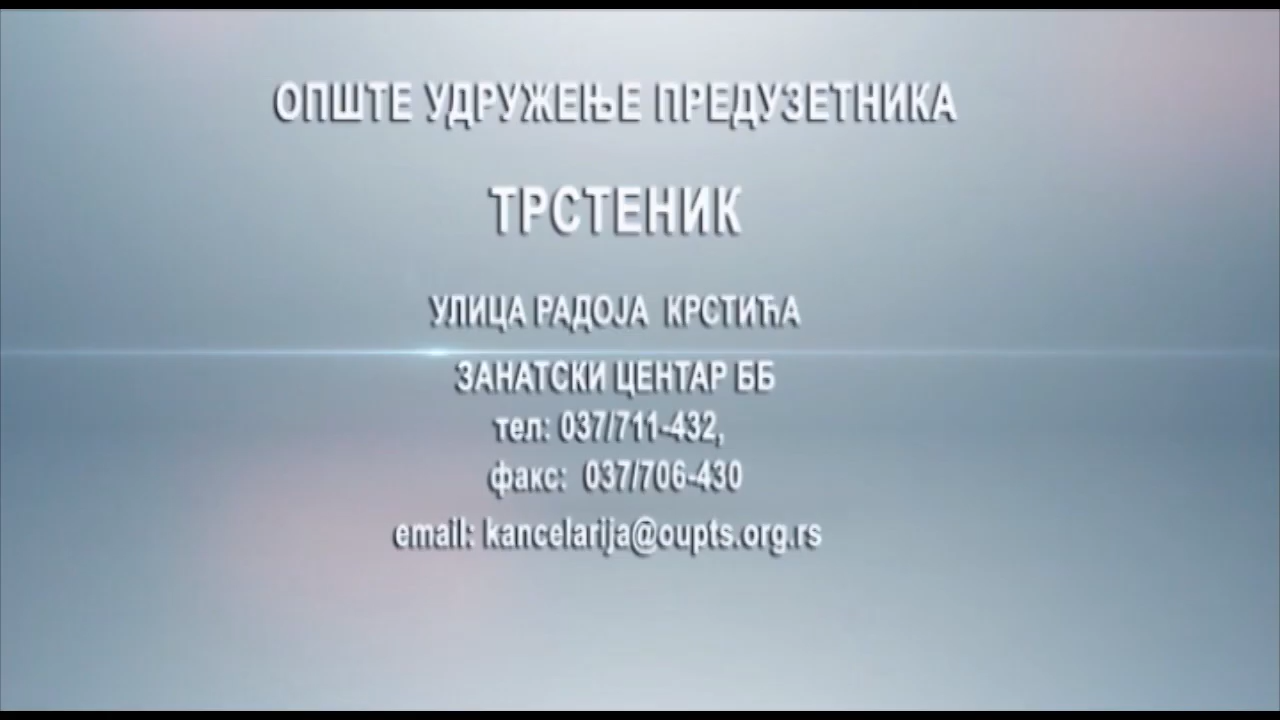 ОПШТЕ УДРУЖЕЊЕ ПРЕДУЗЕТНИКА
ТРСТЕНИК
УЛИЦА РАДОЈА КРСТИЋА
ЗАНАТСКИ ЦЕНТАР ББ
тел: 037/711-432,
факс: 037/706-430
email: kancelarija@oupts.org.rs